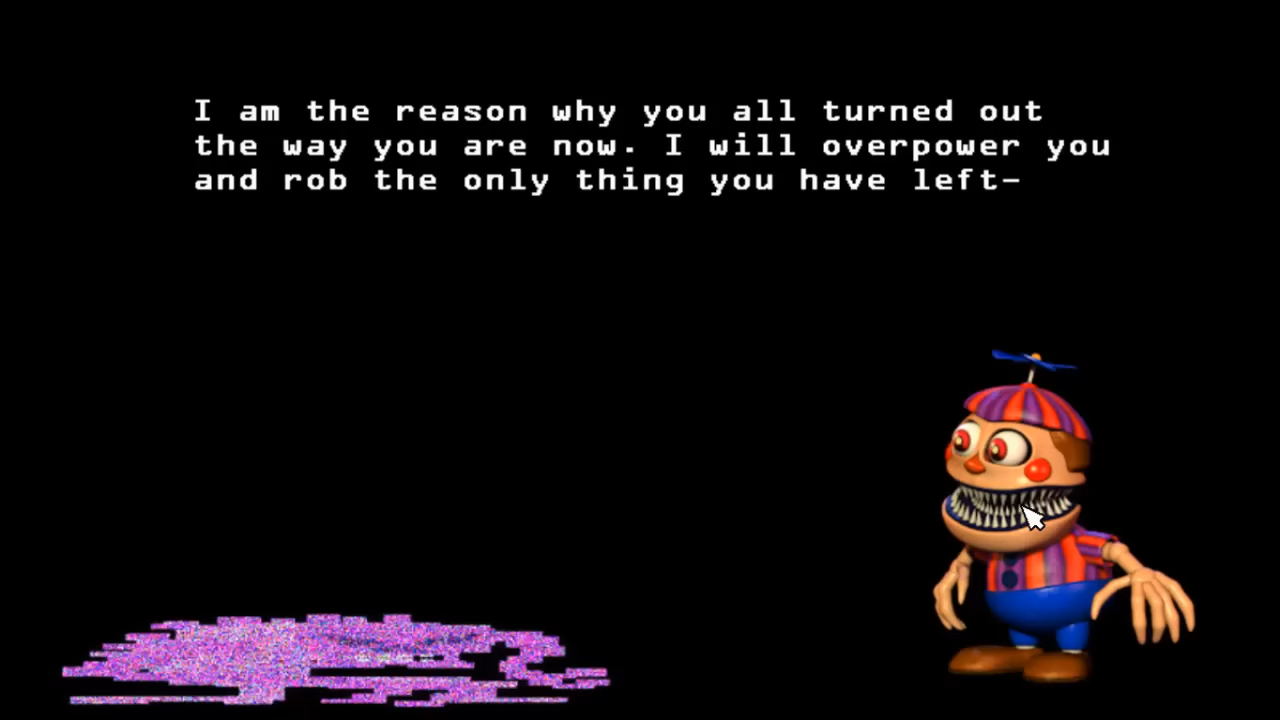 I am the reason why you all turned out
the way you are now. I will overpower you
and rob the only thing you have left-